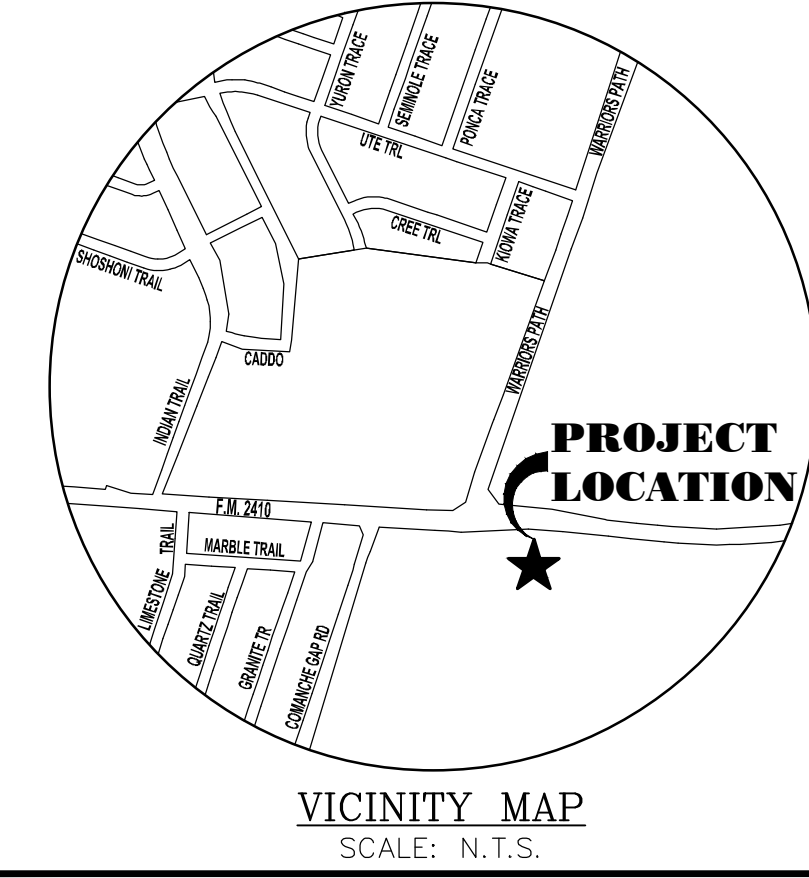 YURON TRACE
SEMINOLE TRACE
PONCA TRACE
WARRIORS PATH
UTE TRL
CREE TRL
KIOWA TRACE
SHOSHONI TRAIL
CADDO
WARRIORS PATH
INDIAN TRAIL
PROJECT
LOCATION
F.M. 2410
MARBLE TRAIL
LIMESTONE TRAIL
QUARTZ TRAIL
GRANITE TR
COMANCHE GAP RD
VICINITY MAP
SCALE: N.T.S.